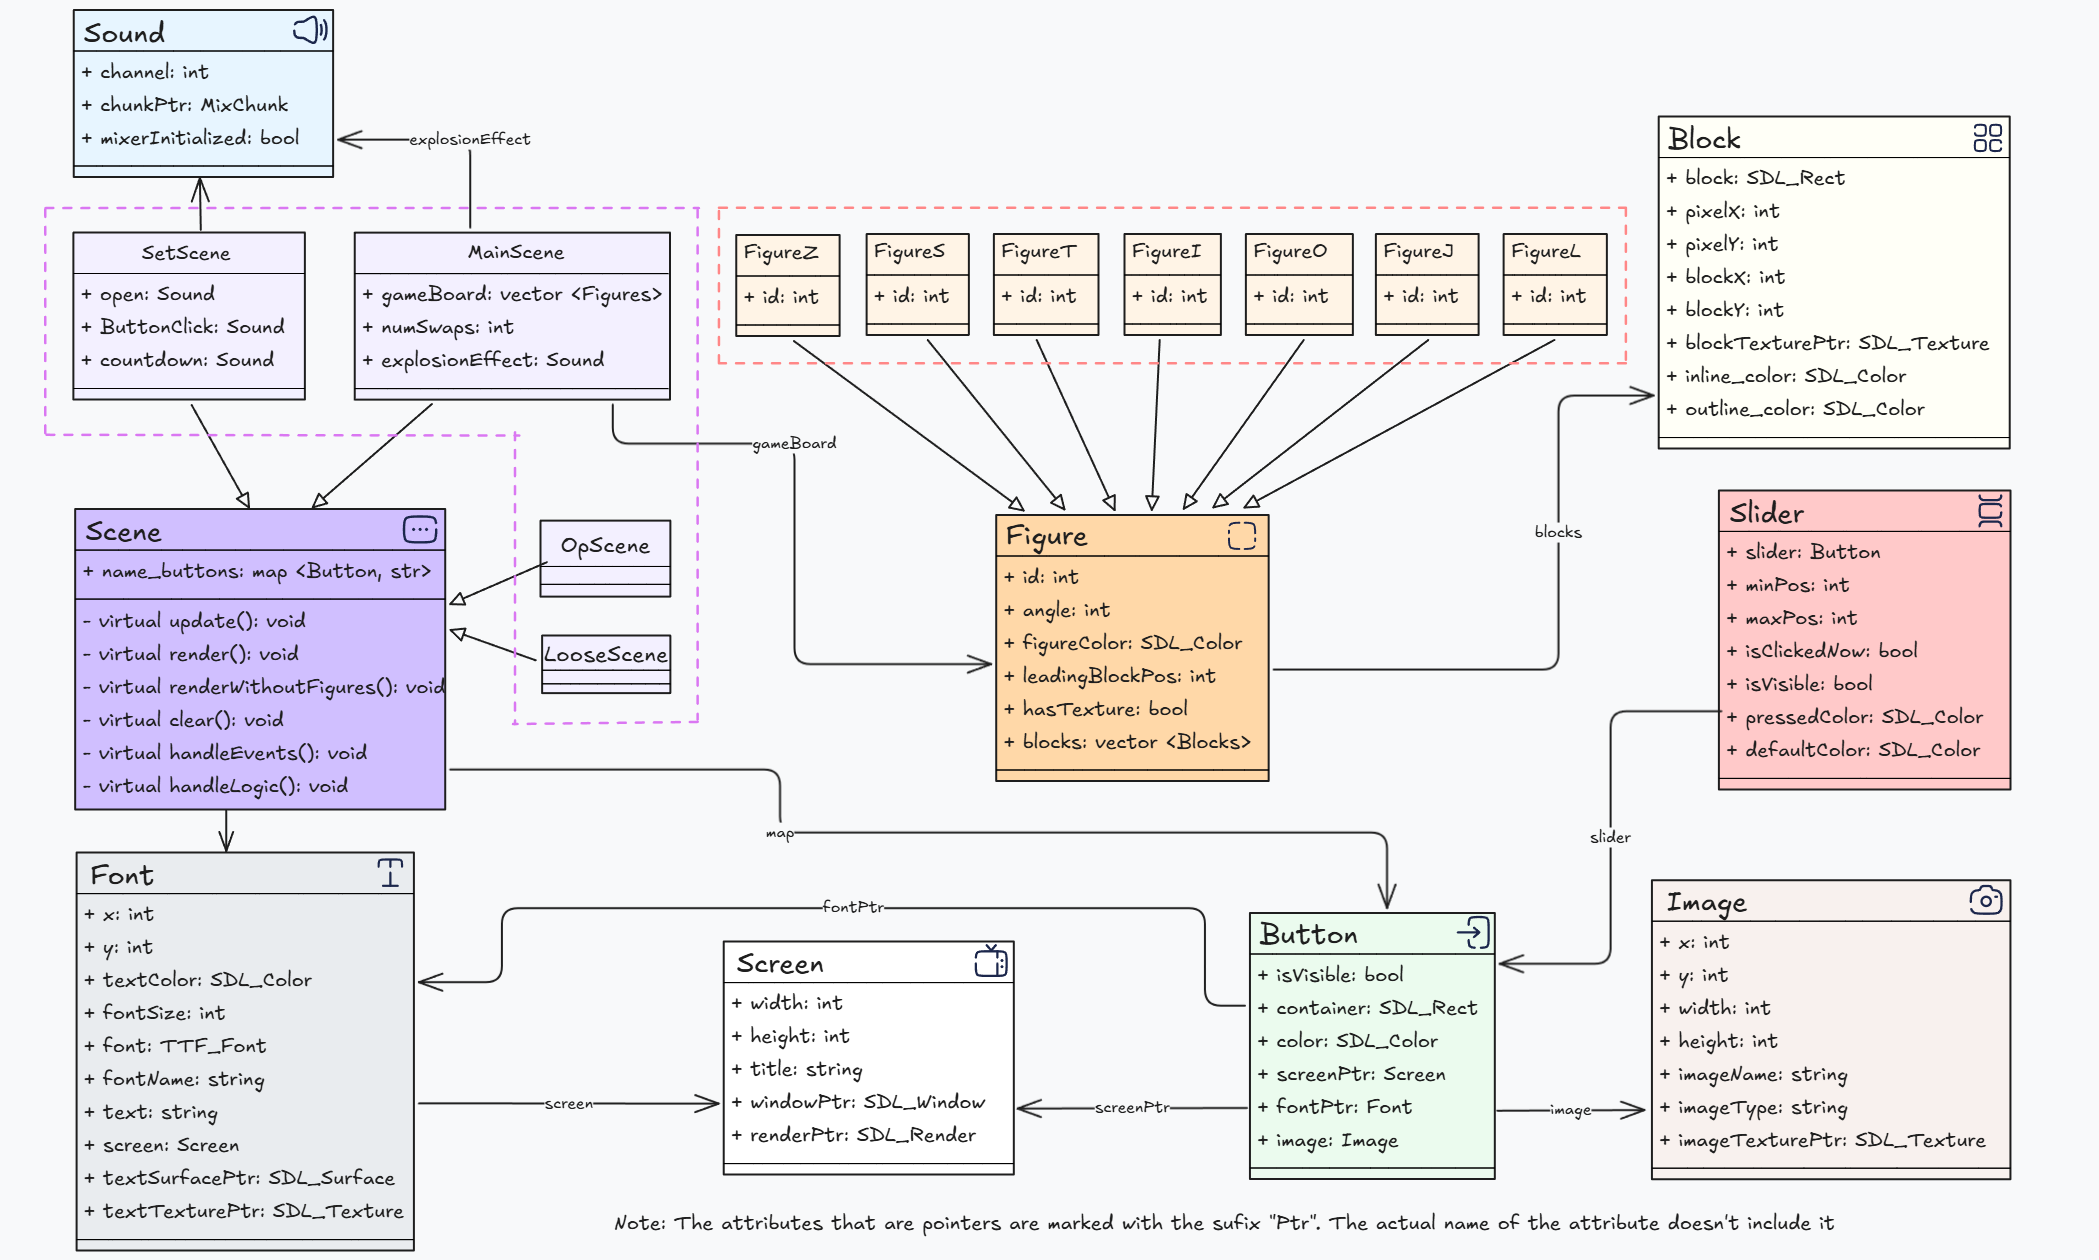 Sound
+ channel: int
+ chunkPtr: MixChunk
+ mixerInitialized: bool
explosionEffect
SetScene
+ open: Sound
+ ButtonClick: Sound
+ countdown: Sound
MainScene
+ gameBoard: vector <Figures>
+ numSwaps: int
+ explosionEffect: Sound
FigureZ
+ id: int
FigureS
+ id: int
FigureT
+ id: int
FigureI
+ id: int
FigureO
+ id: int
FigureJ
+ id: int
FigureL
+ id: int
Block
+ block: SDL_Rect
+ pixelX: int
+ pixelY: int
+ blockX: int
+ blockY: int
+ blockTexturePtr: SDL_Texture
+ inline_color: SDL_Color
+ outline_color: SDL_Color
gameBoard
Scene
+ name_buttons: map <Button, str>
- virtual update(): void
- virtual render(): void
- virtual renderWithoutFigures(): void
- virtual clear(): void
- virtual handleEvents(): void
- virtual handleLogic(): void
OpScene
LooseScene
Figure
+ id: int
+ angle: int
+ figureColor: SDL_Color
+ leadingBlockPos: int
+ hasTexture: bool
+ blocks: vector <Blocks>
blocks
Slider
+ slider: Button
+ minPos: int
+ maxPos: int
+ isClickedNow: bool
+ isVisible: bool
+ pressedColor: SDL_Color
+ defaultColor: SDL_Color
map
slider
Font
+ x: int
+ y: int
+ textColor: SDL_Color
+ fontSize: int
+ font: TTF_Font
+ fontName: string
+ text: string
+ screen: Screen
+ textSurfacePtr: SDL_Surface
+ textTexturePtr: SDL_Texture
fontPtr
screen
Screen
+ width: int
+ height: int
+ title: string
+ windowPtr: SDL_Window
+ renderPtr: SDL_Render
screenPtr
Button
+ isVisible: bool
+ container: SDL_Rect
+ color: SDL_Color
+ screenPtr: Screen
+ fontPtr: Font
+ image: Image
image
Image
+ x: int
+ y: int
+ width: int
+ height: int
+ imageName: string
+ imageType: string
+ imageTexturePtr: SDL_Texture
Note: The attributes that are pointers are marked with the sufix "Ptr". The actual name of the attribute doesn't include it